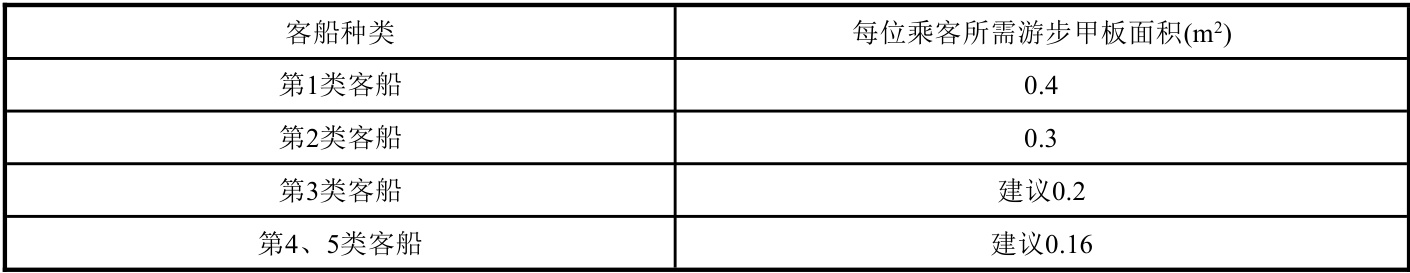 客船种类 每位乘客所需游步甲板面积(m²)
第1类客船 0.4
第2类客船 0.3
第3类客船 建议0.2
第4、5类客船 建议0.16